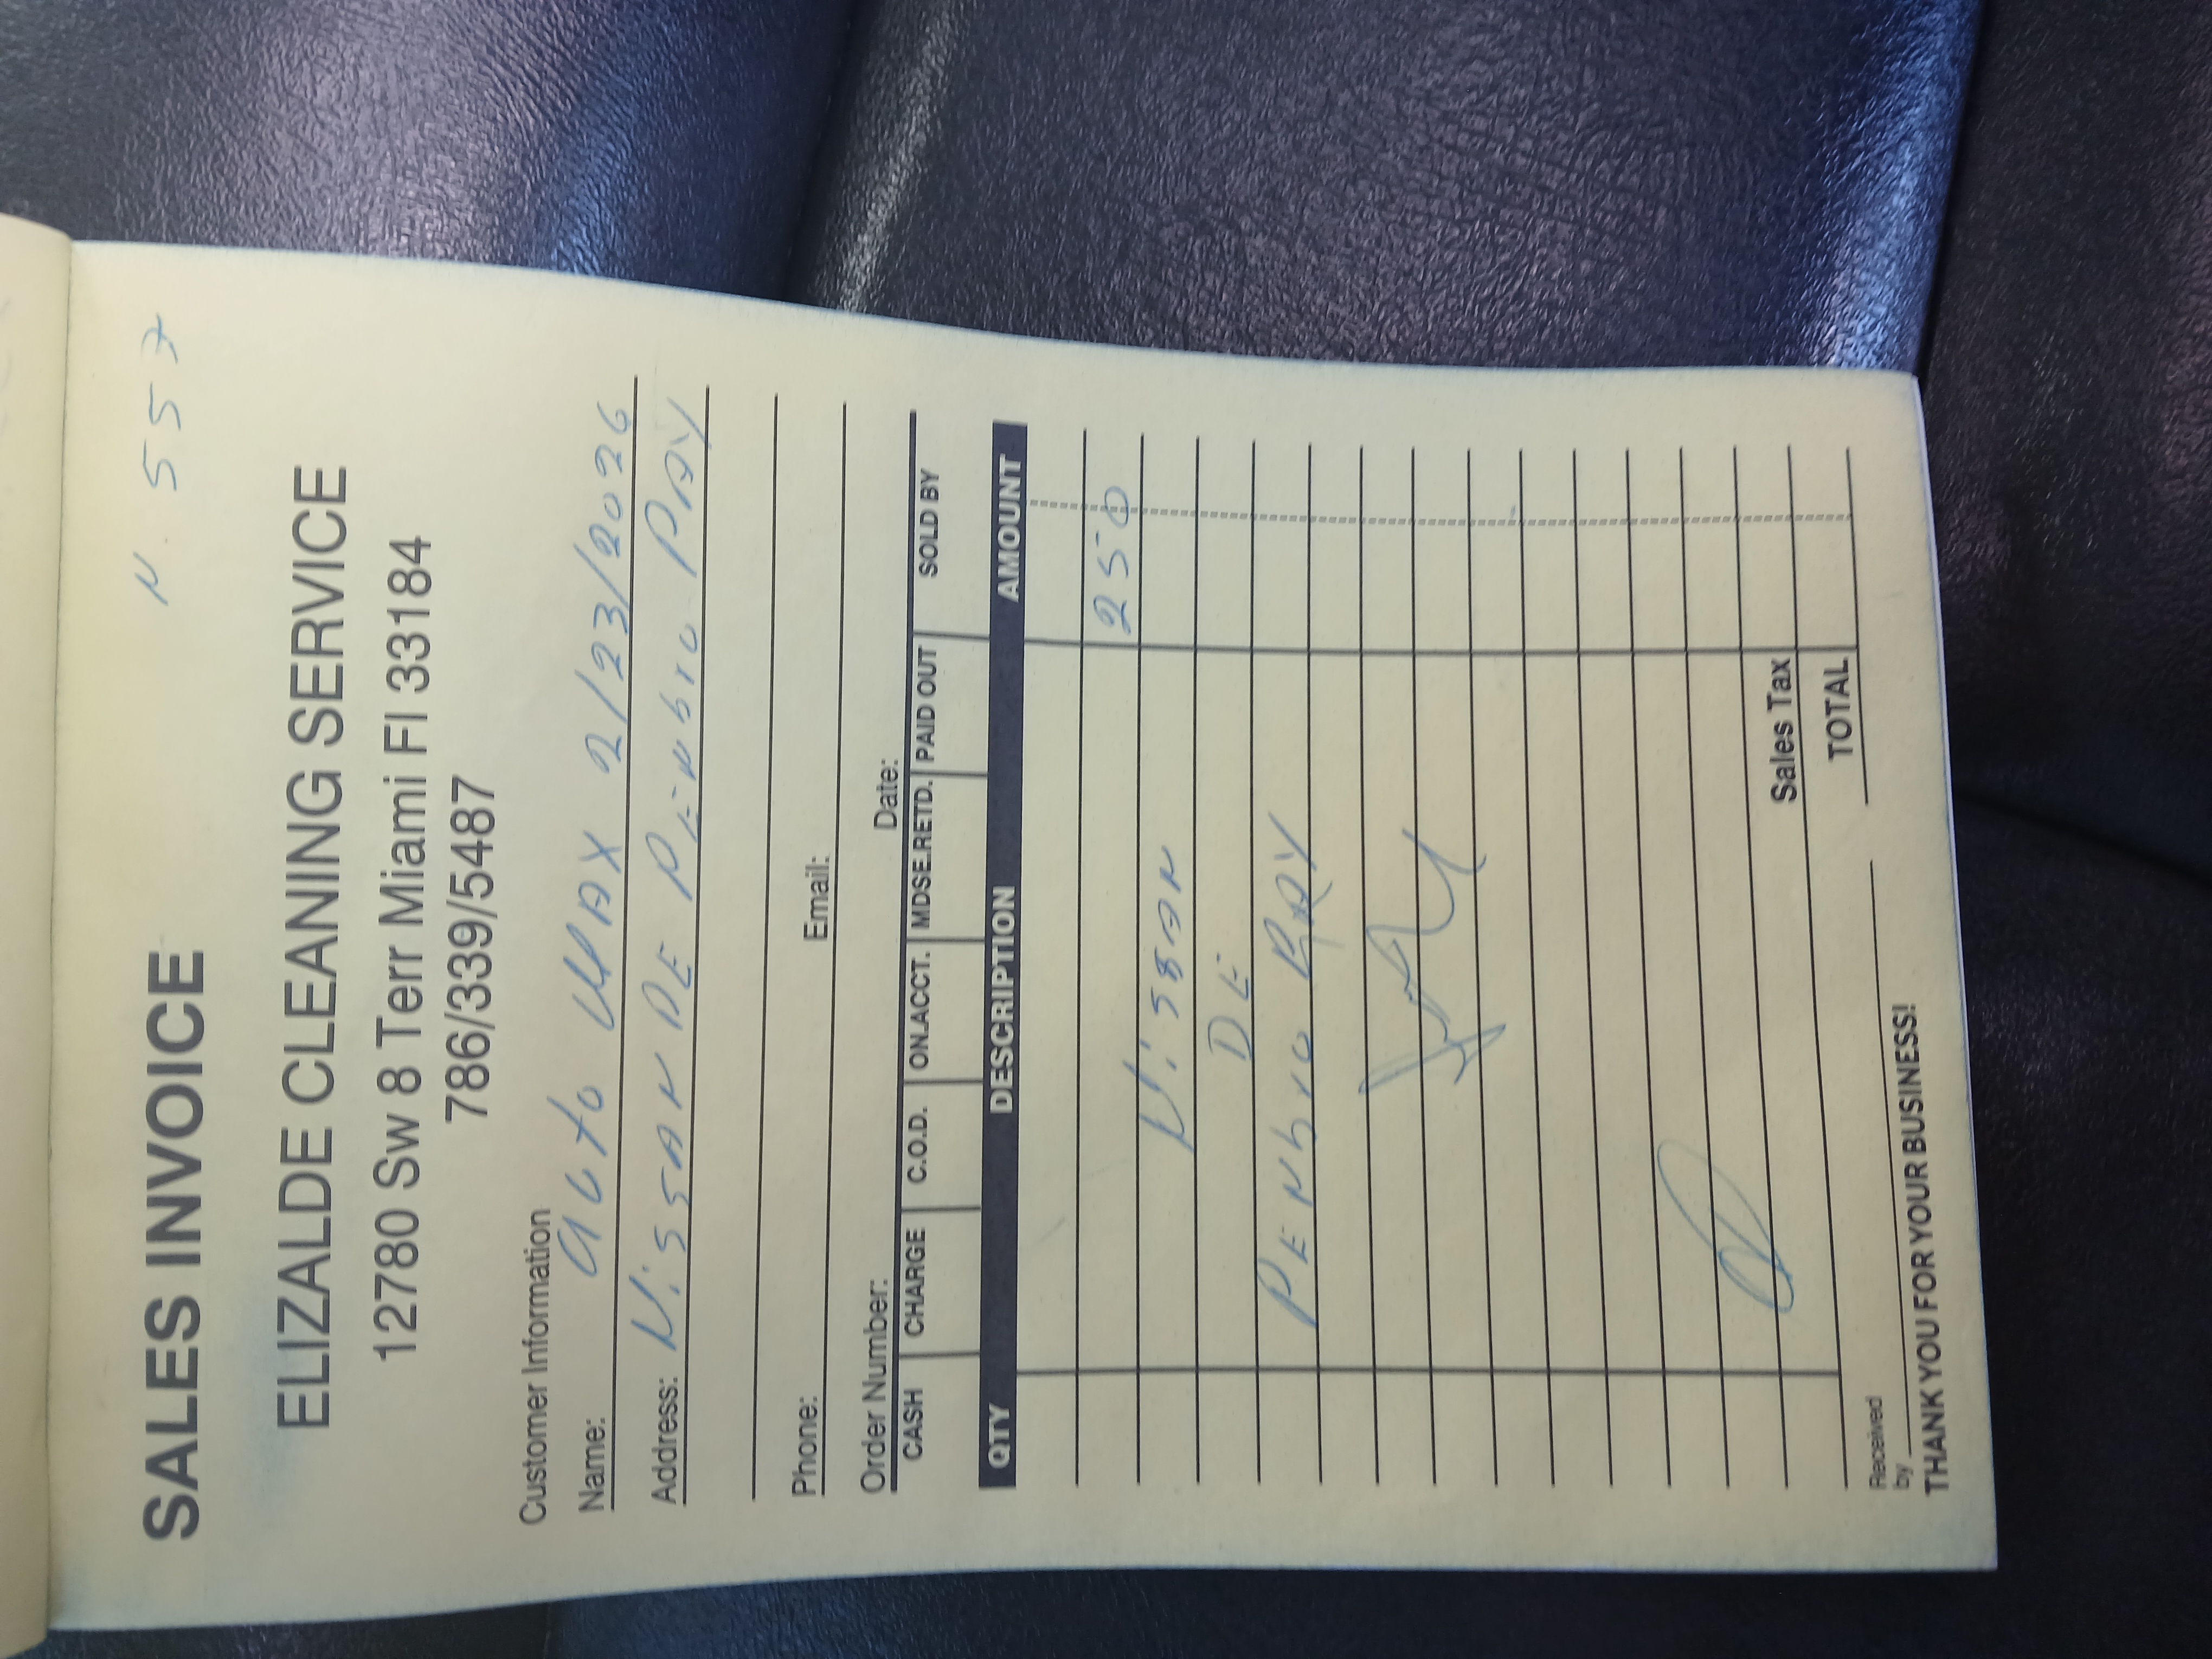 N. 557
SALES INVOICE
ELIZALDE CLEANING SERVICE
12780 Sw 8 Terr Miami Fl 33184
786/339/5487
Customer Information
Name: auto MAX 2/23/2026
Address: NissAN DE PENbro PAY
Phone: Email:
Order Number: Date:
CASH CHARGE C.O.D. ON.ACCT. MDSE.RETD. PAID OUT SOLD BY
QTY DESCRIPTION AMOUNT
250
NissAN
DE
PENbro PAY
Sales Tax
TOTAL
Received
by
THANK YOU FOR YOUR BUSINESS!